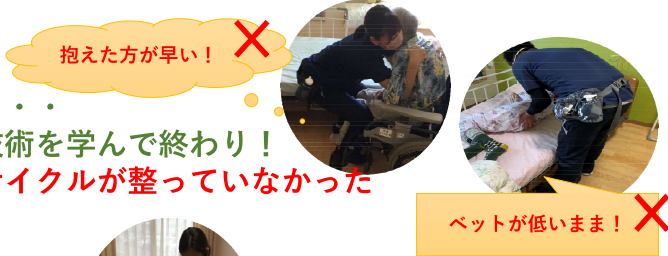 抱えた方が早い！
・・
技術を学んで終わり！
サイクルが整っていなかった
ベットが低いまま！